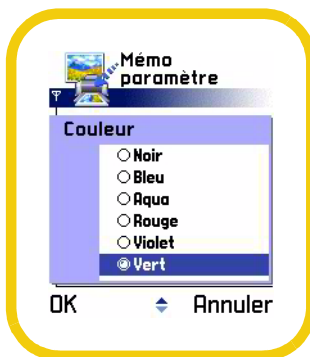 Mémo
paramètre
Couleur
Noir
Bleu
Aqua
Rouge
Violet
Vert
OK Annuler